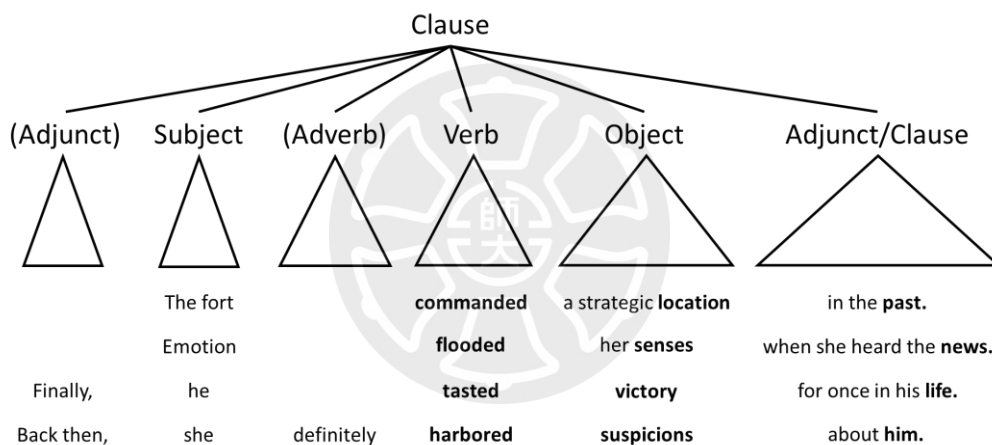 Clause
(Adjunct) Subject (Adverb) Verb Object Adjunct/Clause
師大
The fort commanded a strategic location in the past.
Emotion flooded her senses when she heard the news.
Finally, he tasted victory for once in his life.
Back then, she definitely harbored suspicions about him.